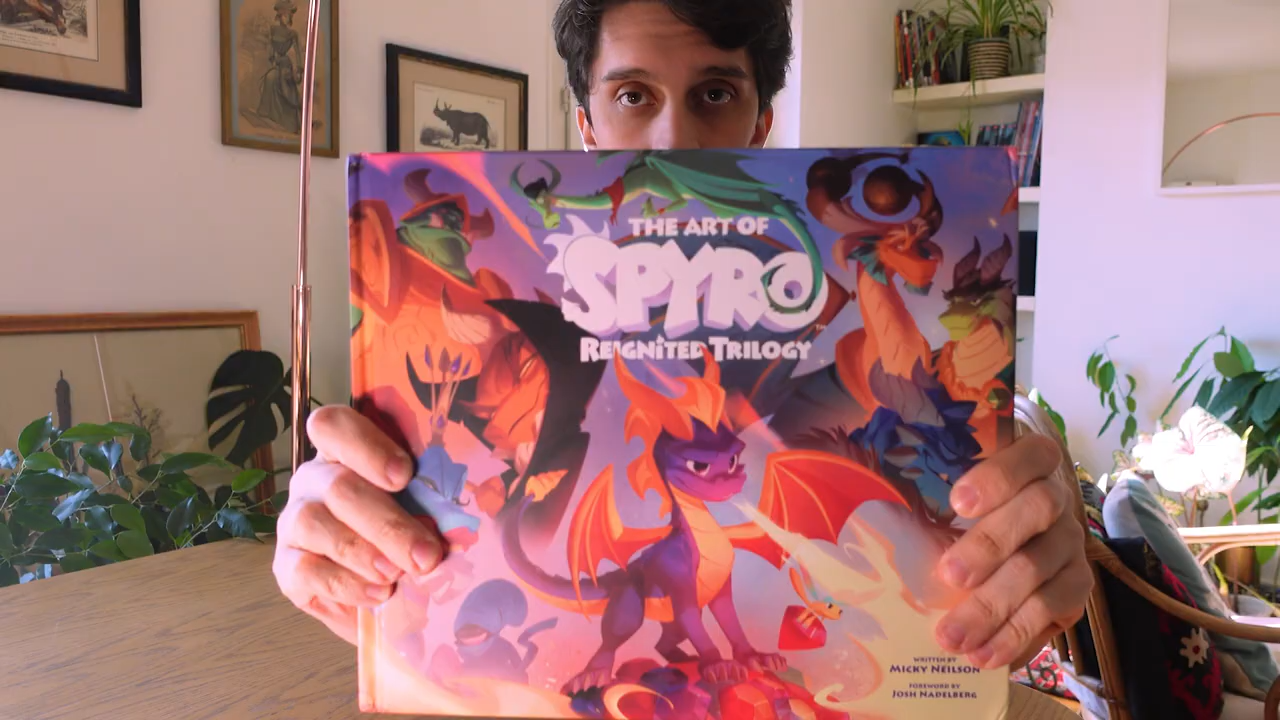 THE ART OF
SPYRO
REIGNITED TRILOGY
WRITTEN BY
MICKY NEILSON
FOREWORD BY
JOSH NADELBERG